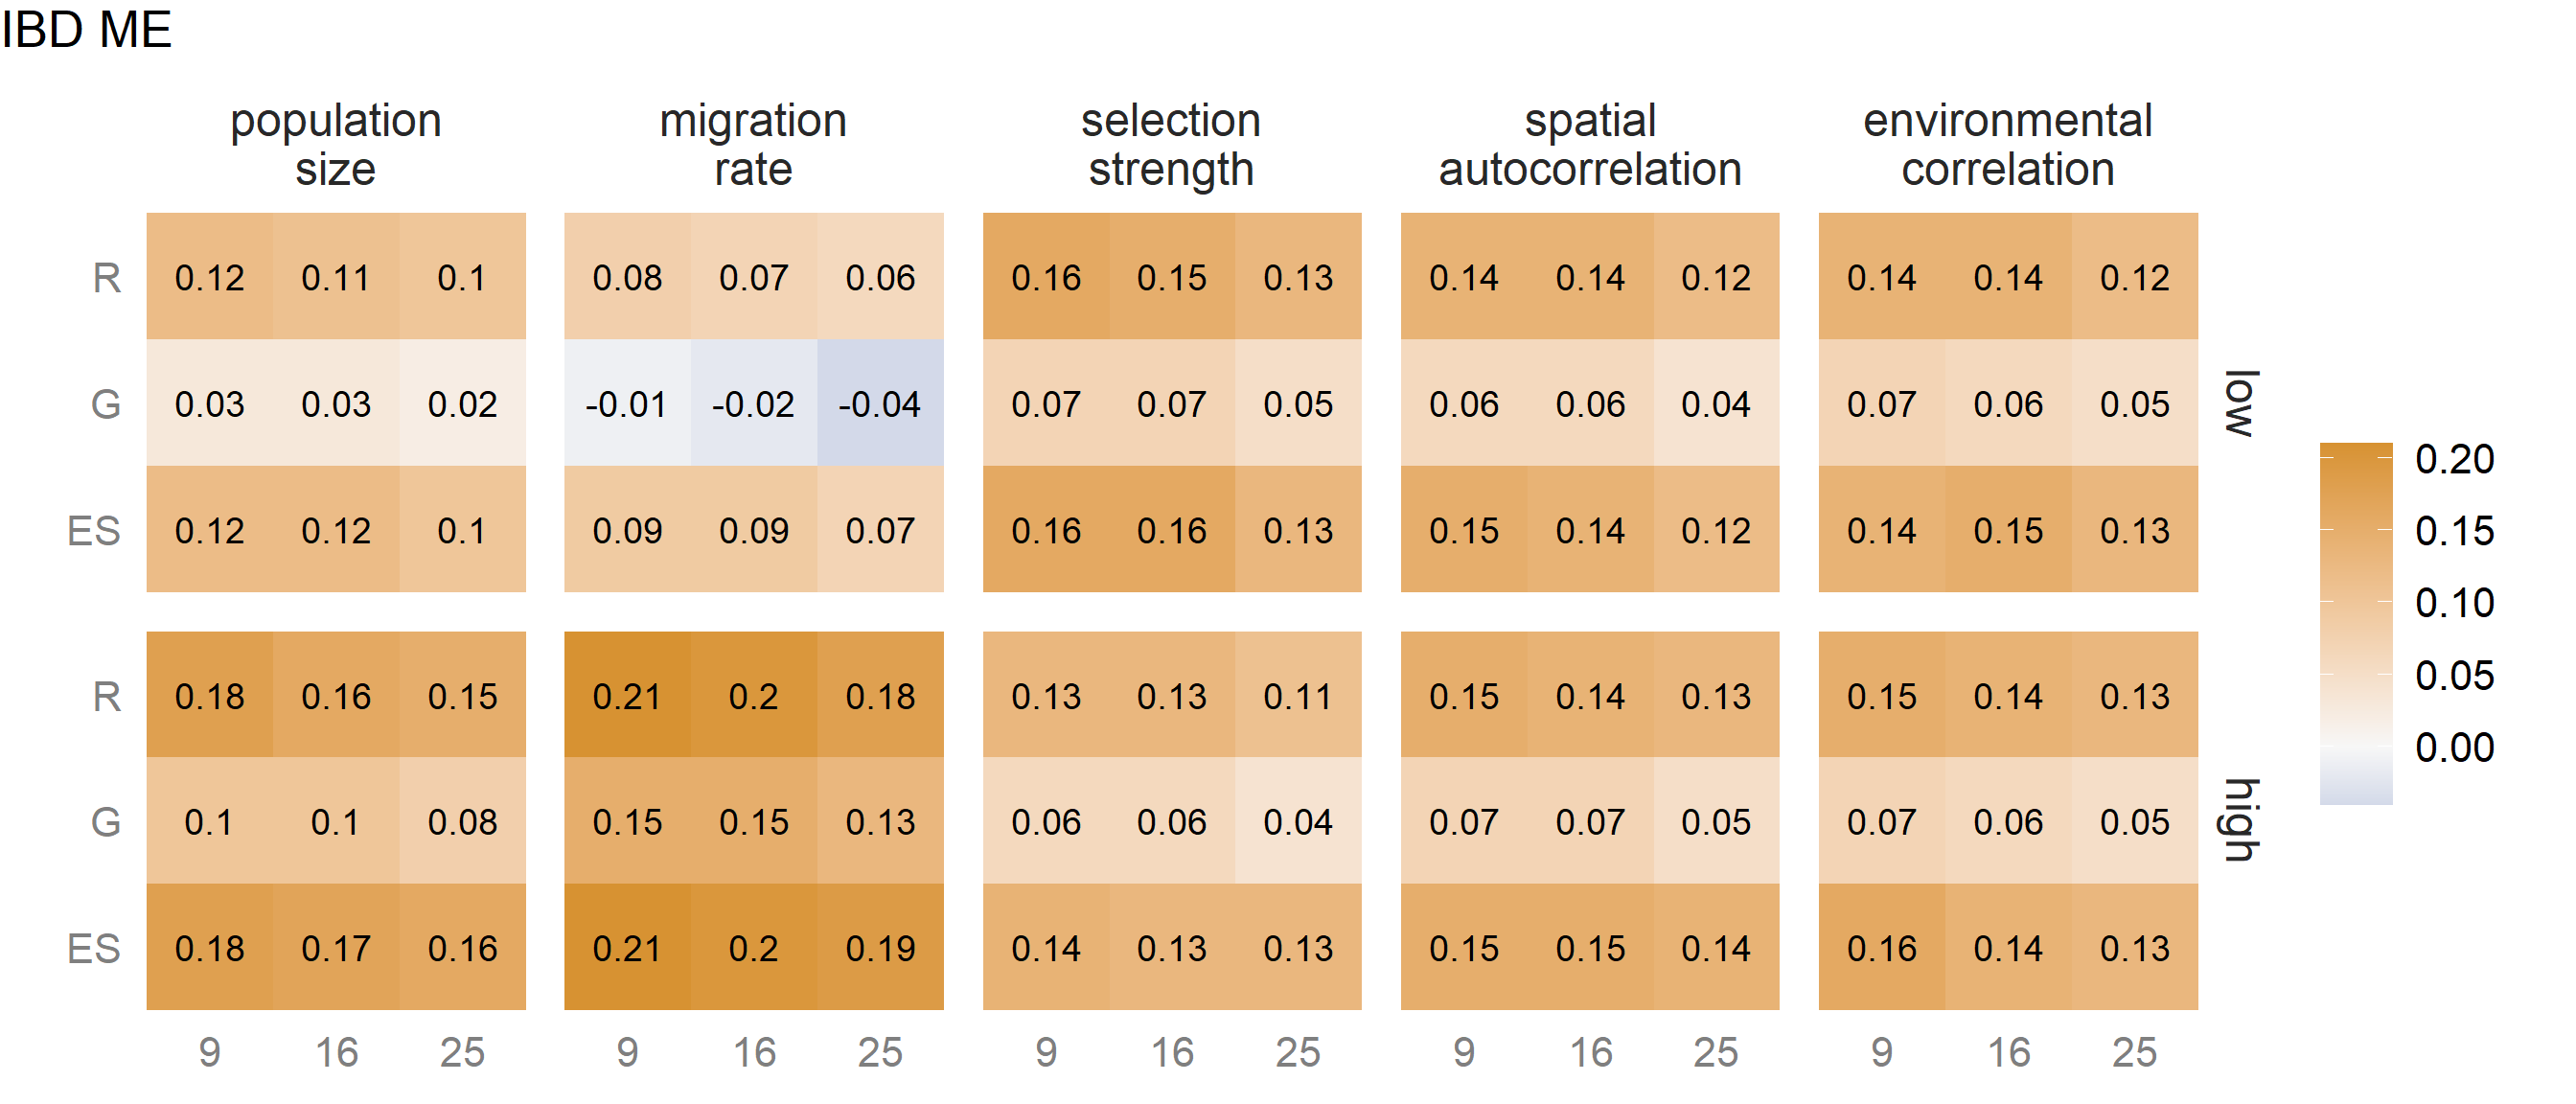 IBD ME
population size
migration rate
selection strength
spatial autocorrelation
environmental correlation
R 0.12 0.11 0.1 0.08 0.07 0.06 0.16 0.15 0.13 0.14 0.14 0.12 0.14 0.14 0.12
G 0.03 0.03 0.02 -0.01 -0.02 -0.04 0.07 0.07 0.05 0.06 0.06 0.04 0.07 0.06 0.05
ES 0.12 0.12 0.1 0.09 0.09 0.07 0.16 0.16 0.13 0.15 0.14 0.12 0.14 0.15 0.13
low
R 0.18 0.16 0.15 0.21 0.2 0.18 0.13 0.13 0.11 0.15 0.14 0.13 0.15 0.14 0.13
G 0.1 0.1 0.08 0.15 0.15 0.13 0.06 0.06 0.04 0.07 0.07 0.05 0.07 0.06 0.05
ES 0.18 0.17 0.16 0.21 0.2 0.19 0.14 0.13 0.13 0.15 0.15 0.14 0.16 0.14 0.13
high
9 16 25 9 16 25 9 16 25 9 16 25 9 16 25
0.20
0.15
0.10
0.05
0.00